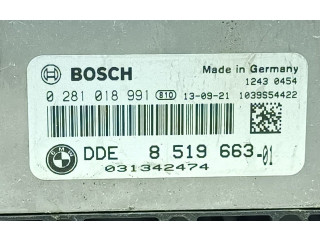 BOSCH
Made in Germany
1243 0454
0 281 018 991 810 13-09-21 1039S54422
BMW
DDE 8 519 663-01
031342474